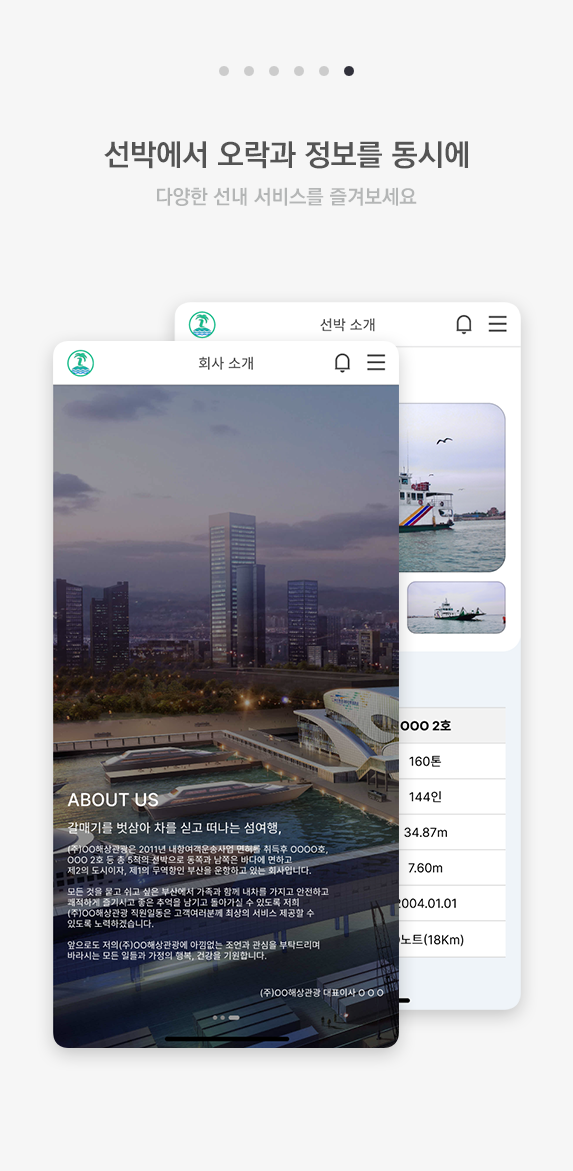 선박에서 오락과 정보를 동시에
다양한 선내 서비스를 즐겨보세요
선박 소개
회사 소개
ABOUT US
갈매기를 벗삼아 차를 싣고 떠나는 섬여행,
(주)OO해상관광은 2011년 내항여객운송사업 면허를 취득후 OOOO호,
OOO 2호 등 총 5척의 선박으로 동쪽과 남쪽은 바다에 면하고
제2의 도시이자, 제1의 무역항인 부산을 운항하고 있는 회사입니다.
모든 것을 묻고 쉬고 싶은 부산에서 가족과 함께 내차를 가지고 안전하고
쾌적하게 즐기시고 좋은 추억을 남기고 돌아가실 수 있도록 저희
(주)OO해상관광 직원일동은 고객여러분께 최상의 서비스 제공할 수
있도록 노력하겠습니다.
앞으로도 저의(주)OO해상관광에 아낌없는 조언과 관심을 부탁드리며
바라시는 모든 일들과 가정의 행복, 건강을 기원합니다.
(주)OO해상관광 대표이사 O O O
OOO 2호
160톤
144인
34.87m
7.60m
2004.01.01
노트(18Km)